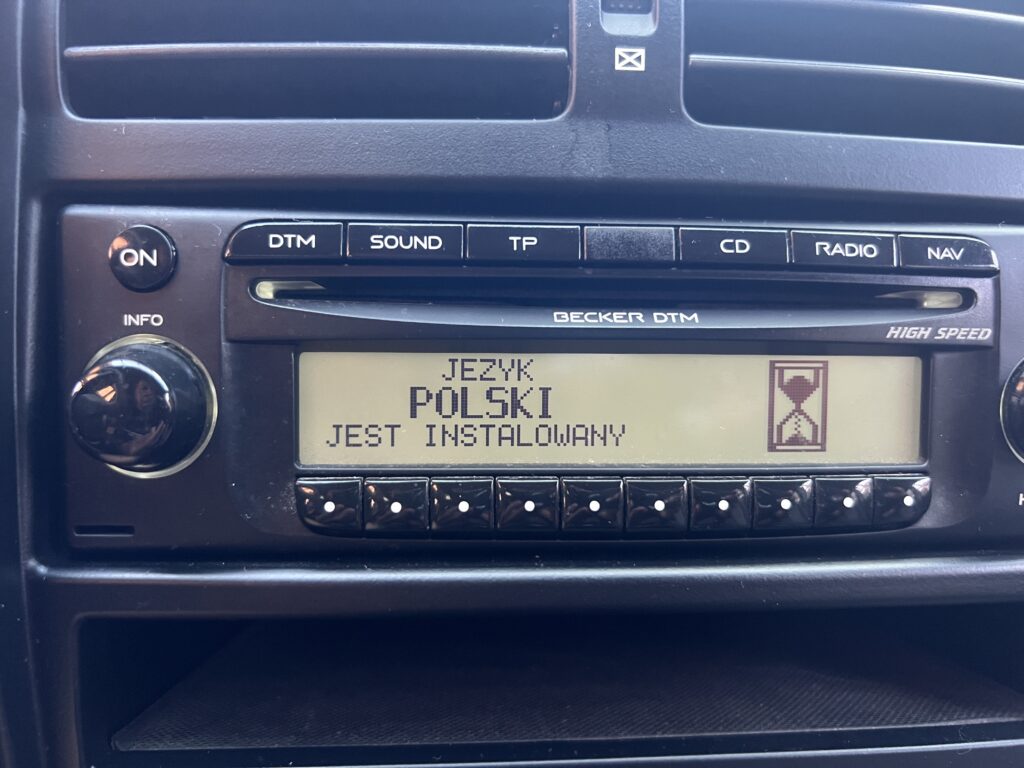 ON
DTM
SOUND
TP
CD
RADIO
NAV
INFO
BECKER DTM
HIGH SPEED
JEZYK
POLSKI
JEST INSTALOWANY